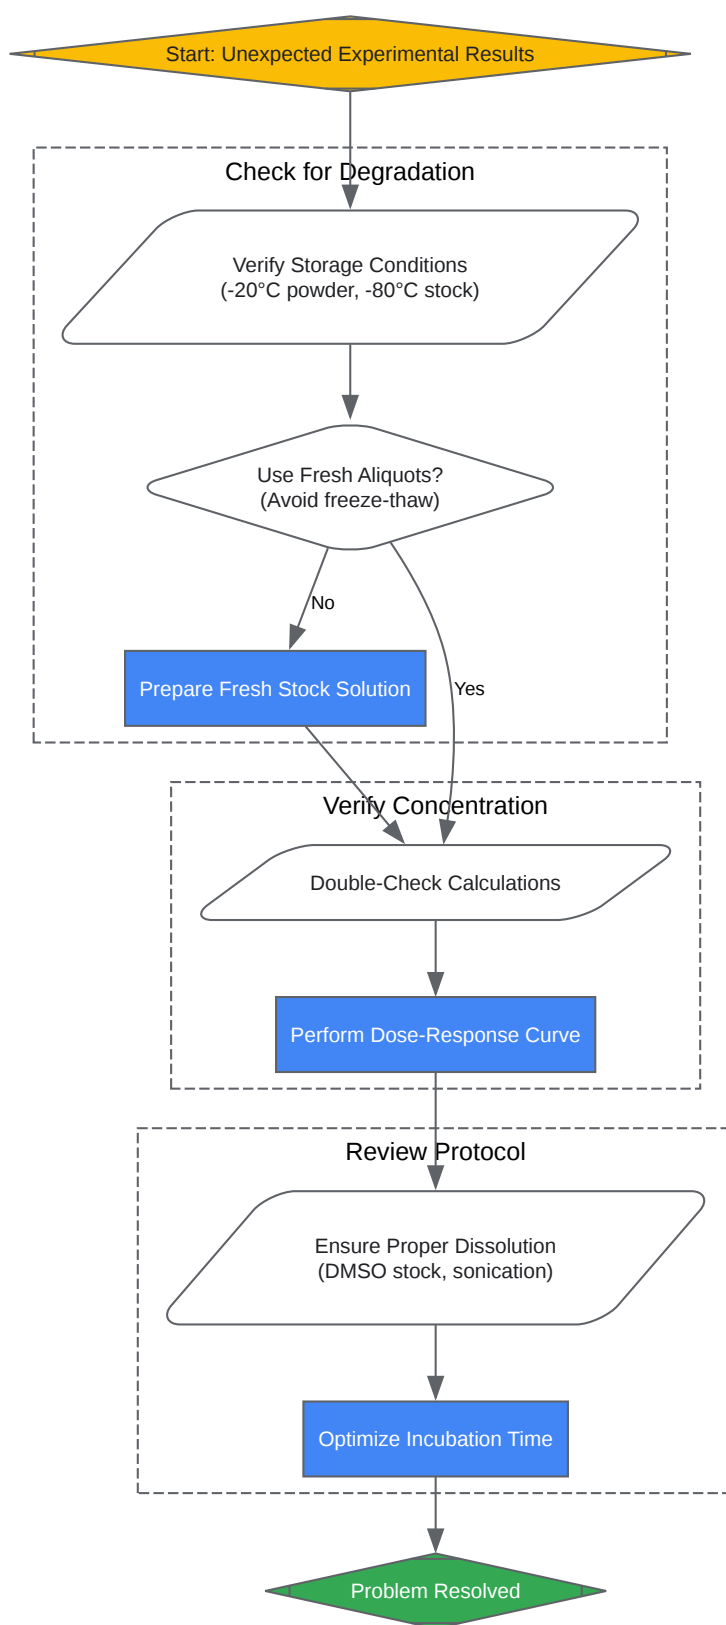 Start: Unexpected Experimental Results
Check for Degradation
Verify Storage Conditions
(-20°C powder, -80°C stock)
Use Fresh Aliquots?
(Avoid freeze-thaw)
No
Prepare Fresh Stock Solution
Yes
Verify Concentration
Double-Check Calculations
Perform Dose-Response Curve
Review Protocol
Ensure Proper Dissolution
(DMSO stock, sonication)
Optimize Incubation Time
Problem Resolved